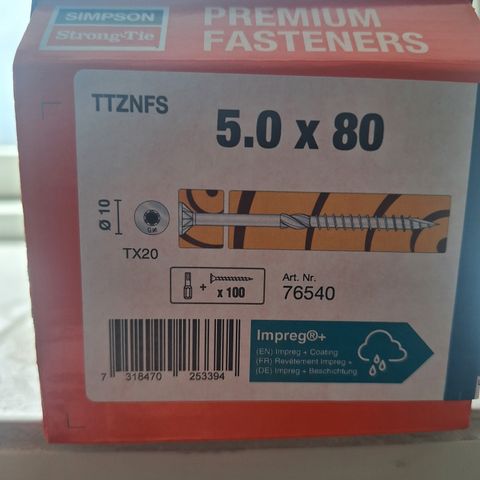 SIMPSON
Strong-Tie
PREMIUM
FASTENERS
TTZNFS
5.0 x 80
Ø 10
TX20
+
x 100
Art. Nr.
76540
Impreg®+
(EN) Impreg + Coating
(FR) Revêtement Impreg +
(DE) Impreg + Beschichtung
7 318470 253394